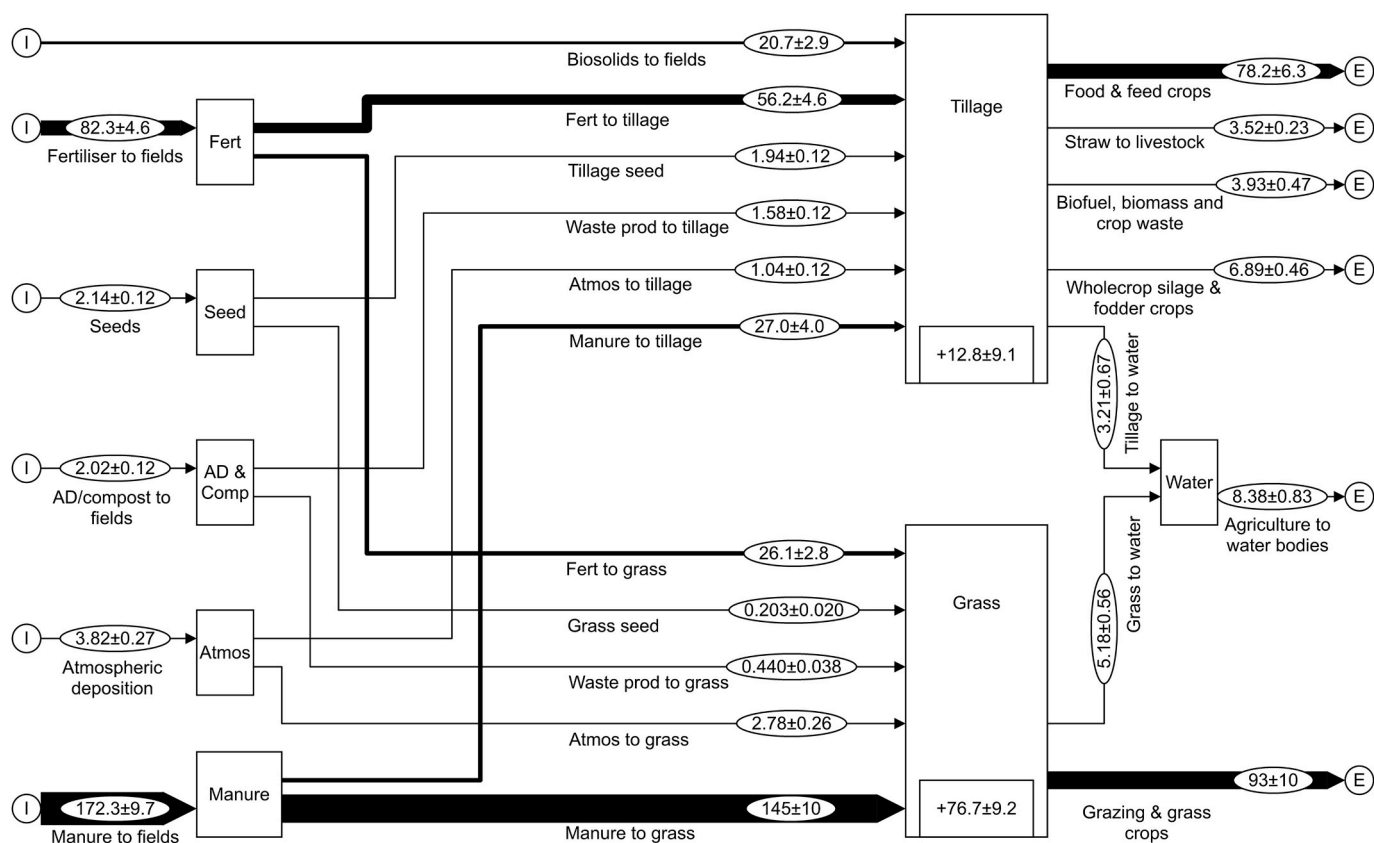 I
20.7±2.9
Biosolids to fields
I
82.3±4.6
Fertiliser to fields
Fert
56.2±4.6
Fert to tillage
1.94±0.12
Tillage seed
1.58±0.12
Waste prod to tillage
I
2.14±0.12
Seeds
Seed
1.04±0.12
Atmos to tillage
27.0±4.0
Manure to tillage
Tillage
+12.8±9.1
78.2±6.3
E
Food & feed crops
3.52±0.23
E
Straw to livestock
3.93±0.47
E
Biofuel, biomass and
crop waste
6.89±0.46
E
Wholecrop silage &
fodder crops
3.21±0.67
Tillage to water
I
2.02±0.12
AD/compost to
fields
AD &
Comp
Water
8.38±0.83
E
Agriculture to
water bodies
5.18±0.56
Grass to water
26.1±2.8
Fert to grass
0.203±0.020
Grass seed
I
3.82±0.27
Atmospheric
deposition
Atmos
0.440±0.038
Waste prod to grass
2.78±0.26
Atmos to grass
Grass
+76.7±9.2
I
172.3±9.7
Manure to fields
Manure
145±10
Manure to grass
93±10
E
Grazing & grass
crops